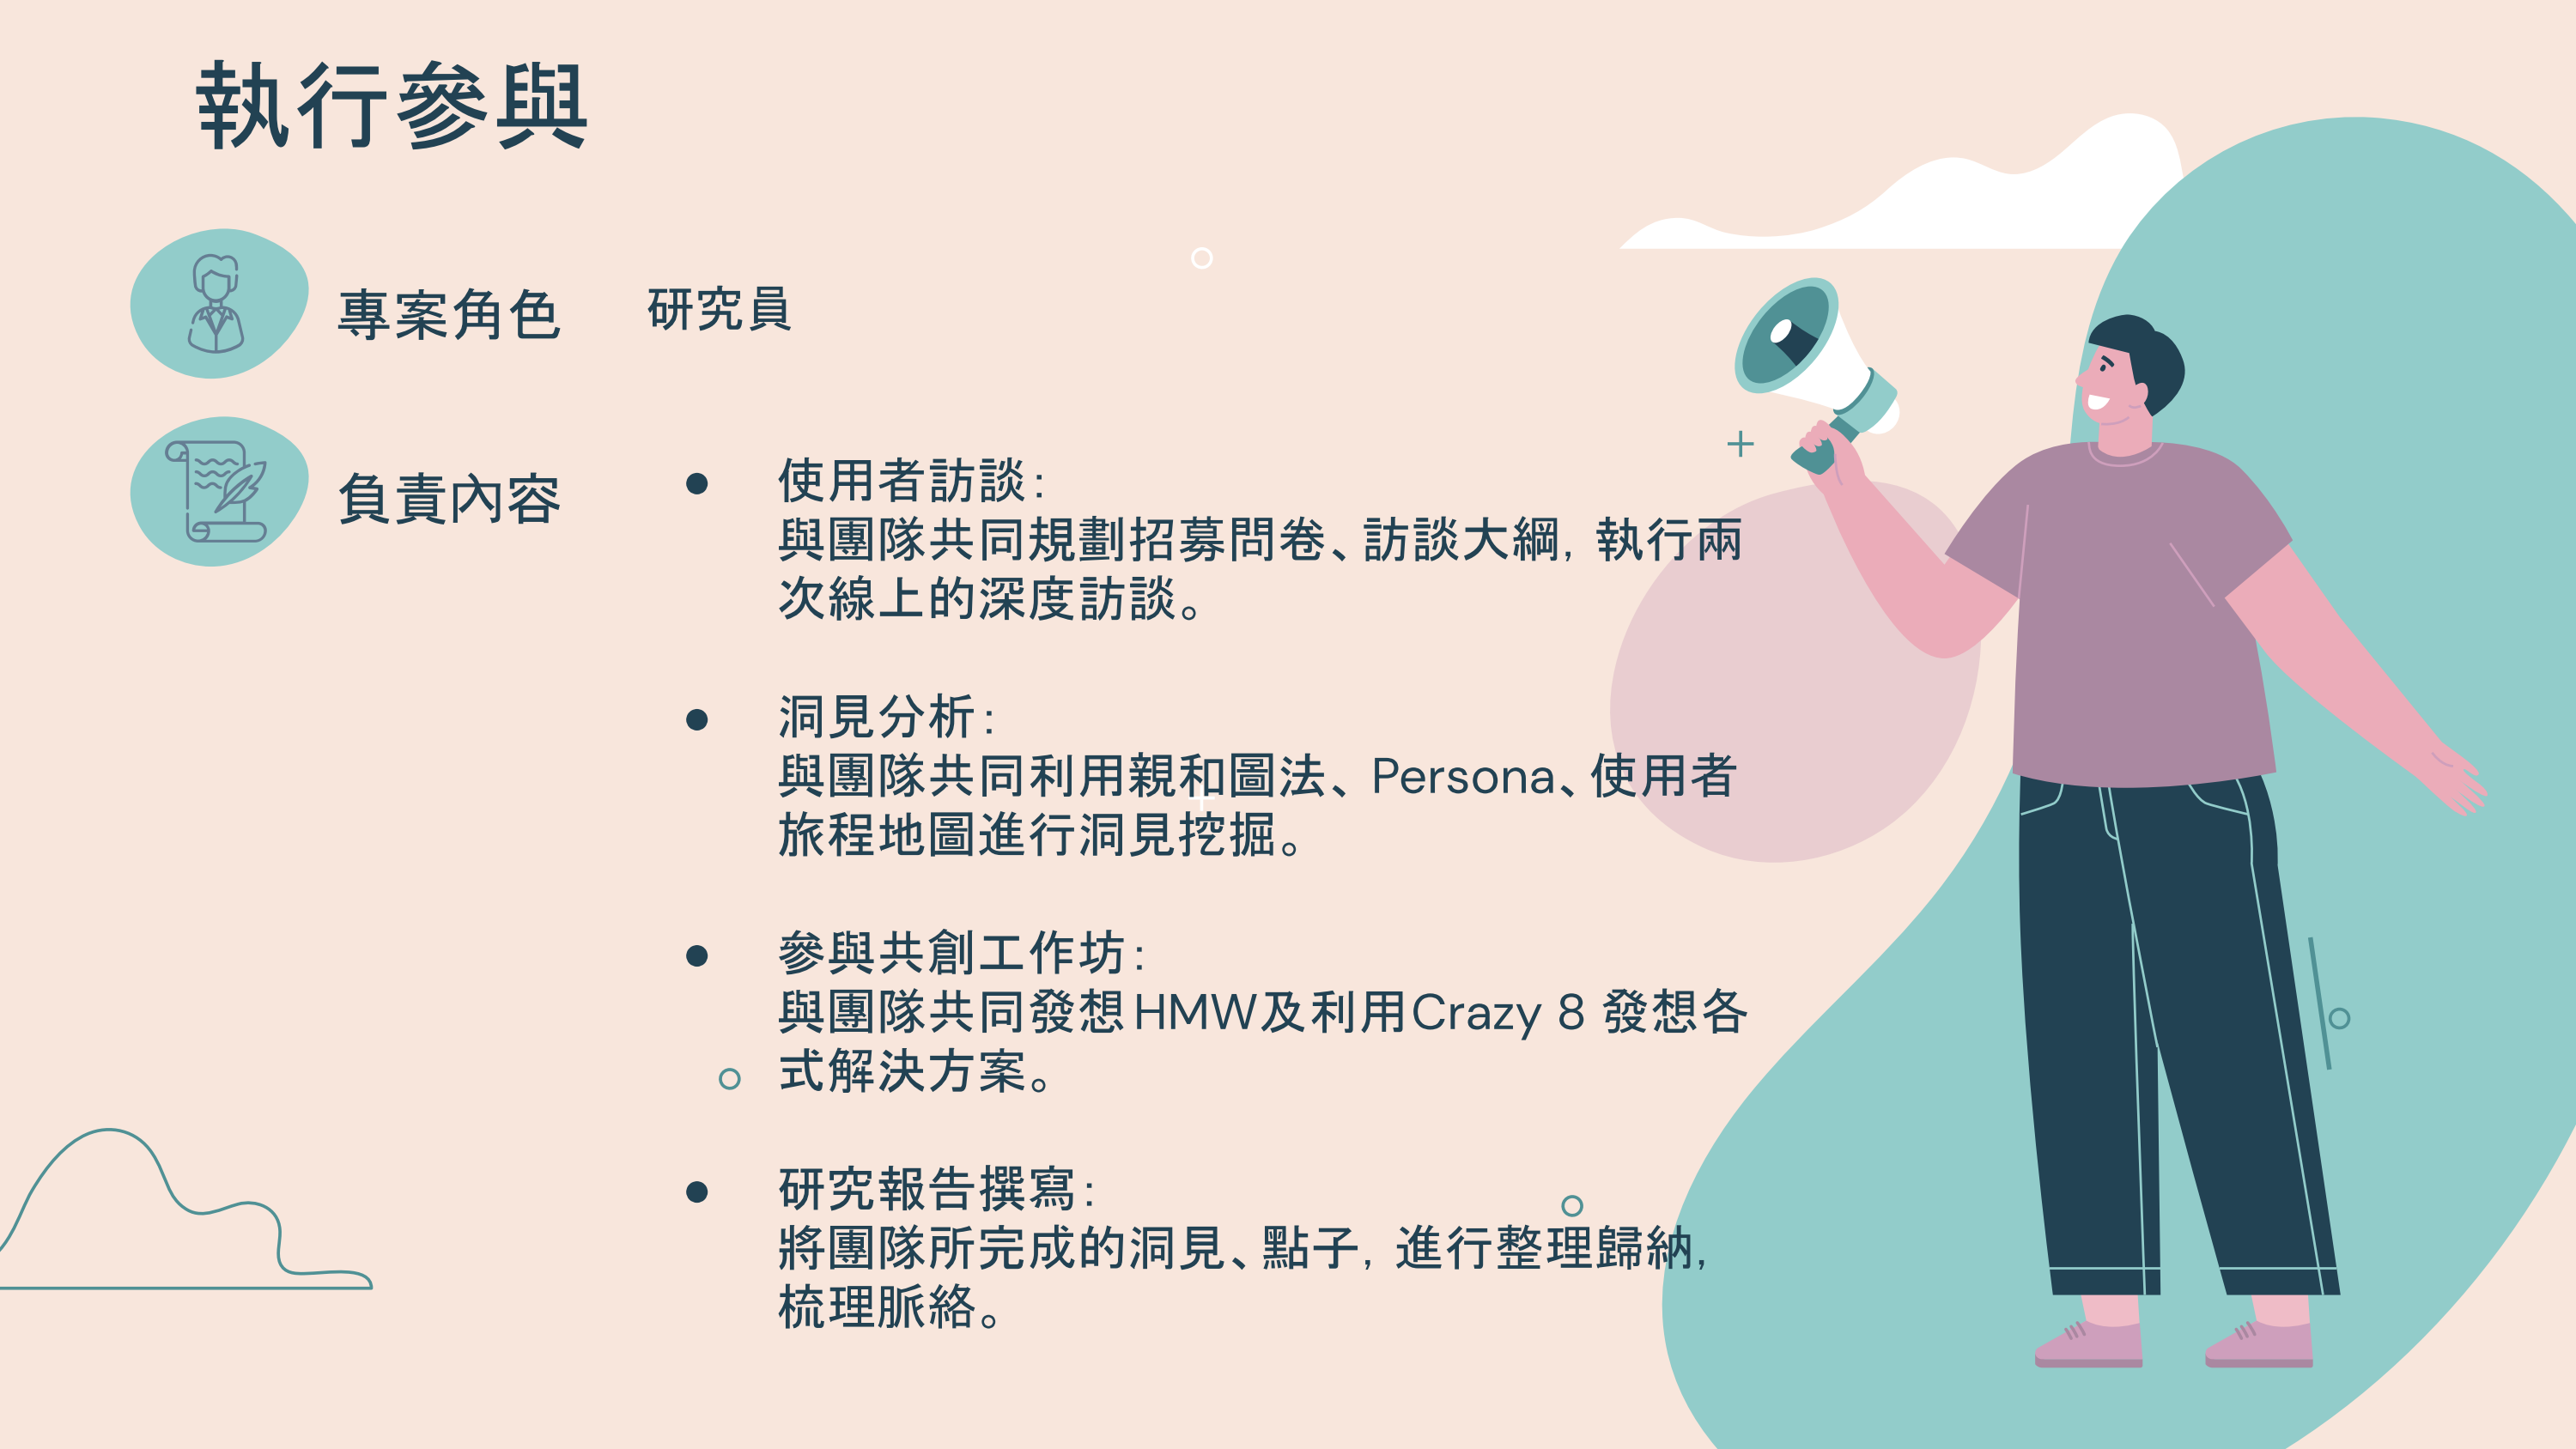 執行參與
專案角色
研究員
負責內容
● 使用者訪談：
與團隊共同規劃招募問卷、訪談大綱，執行兩
次線上的深度訪談。
● 洞見分析：
與團隊共同利用親和圖法、Persona、使用者
旅程地圖進行洞見挖掘。
● 參與共創工作坊：
與團隊共同發想HMW及利用Crazy 8 發想各
式解決方案。
● 研究報告撰寫：
將團隊所完成的洞見、點子，進行整理歸納，
梳理脈絡。